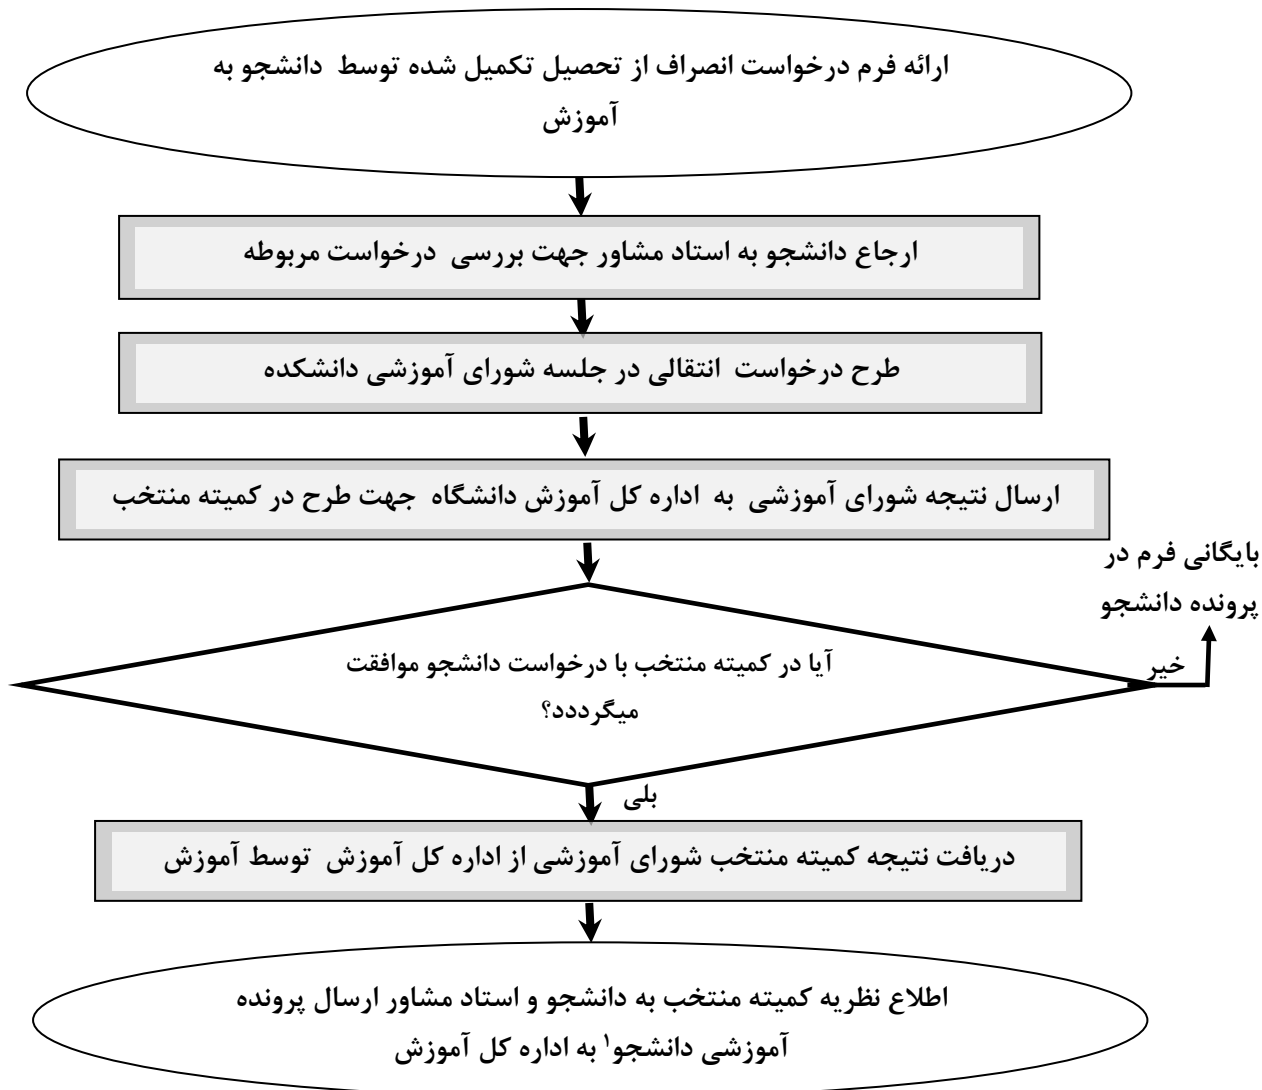 ارائه فرم درخواست انصراف از تحصیل تکمیل شده توسط دانشجو به
آموزش
ارجاع دانشجو به استاد مشاور جهت بررسی درخواست مربوطه
طرح درخواست انتقالی در جلسه شورای آموزشی دانشکده
ارسال نتیجه شورای آموزشی به اداره کل آموزش دانشگاه جهت طرح در کمیته منتخب
بایگانی فرم در
پرونده دانشجو
آیا در کمیته منتخب با درخواست دانشجو موافقت
میگرددد؟
خیر
بلی
دریافت نتیجه کمیته منتخب شورای آموزشی از اداره کل آموزش توسط آموزش
اطلاع نظریه کمیته منتخب به دانشجو و استاد مشاور ارسال پرونده
آموزشی دانشجو۱ به اداره کل آموزش